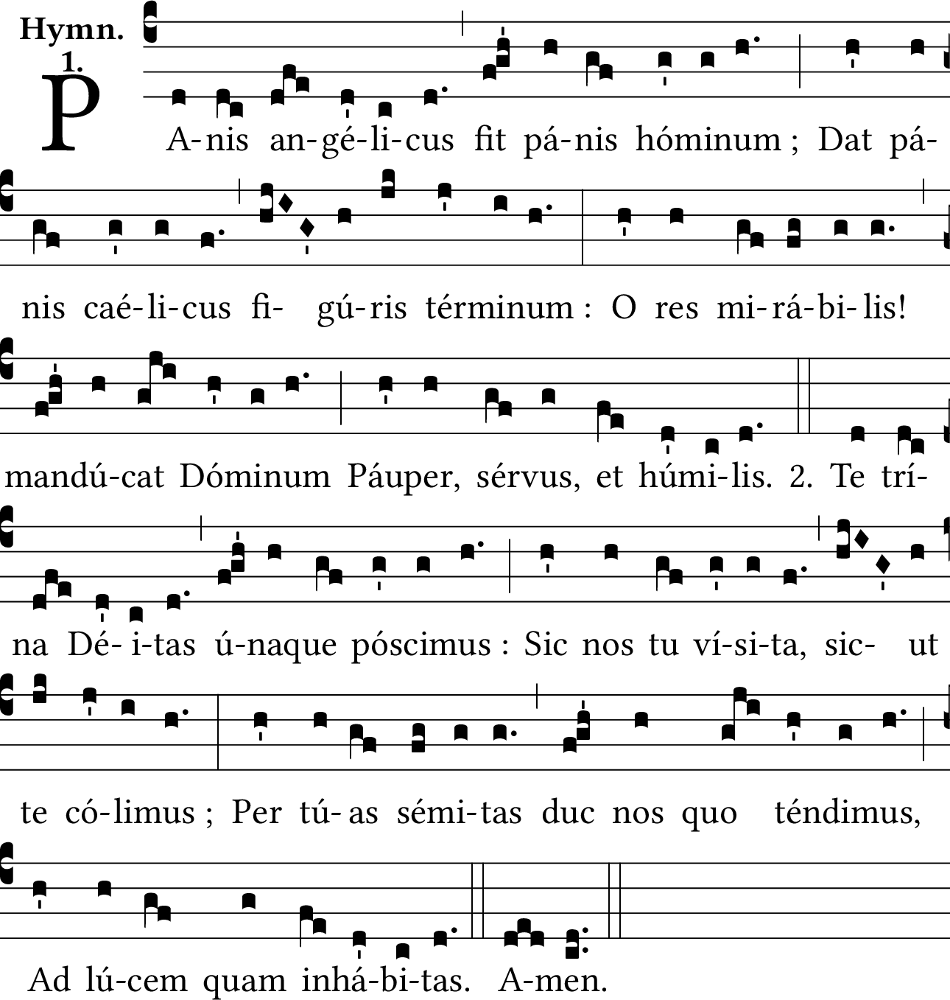 Hymn.
1.
PA-nis an-gé-li-cus fit pá-nis hóminum ; Dat pá-
nis caé-li-cus fi- gú-ris términum : O res mi-rá-bi-lis!
mandú-cat Dóminum Páuper, sérvus, et húmi-lis. 2. Te trí-
na Dé-i-tas ú-naque póscimus : Sic nos tu ví-si-ta, sic- ut
te có-limus ; Per tú-as sémi-tas duc nos quo téndimus,
Ad lú-cem quam inhá-bi-tas. A-men.